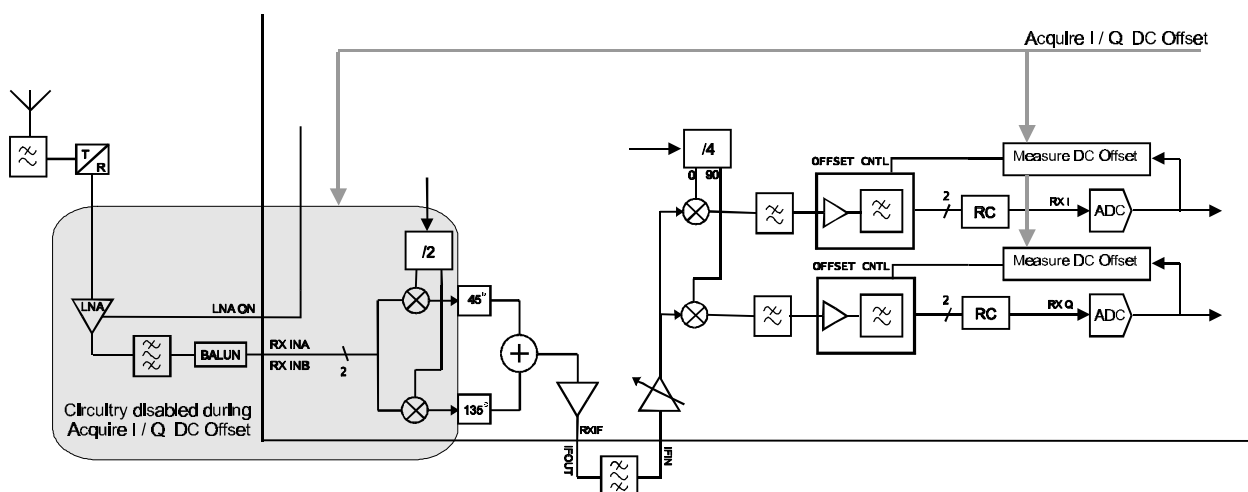 Acquire I / Q DC Offset
T
R
/4
0 90
OFFSET CNTL
Measure DC Offset
2
RC
RX I
ADC
/2
LNA
LNA ON
45°
OFFSET CNTL
Measure DC Offset
2
RC
RX Q
ADC
BALUN
RX INA
RX INB
2
+
135°
Circuitry disabled during
Acquire I / Q DC Offset
RXIF
IFOUT
IFIN